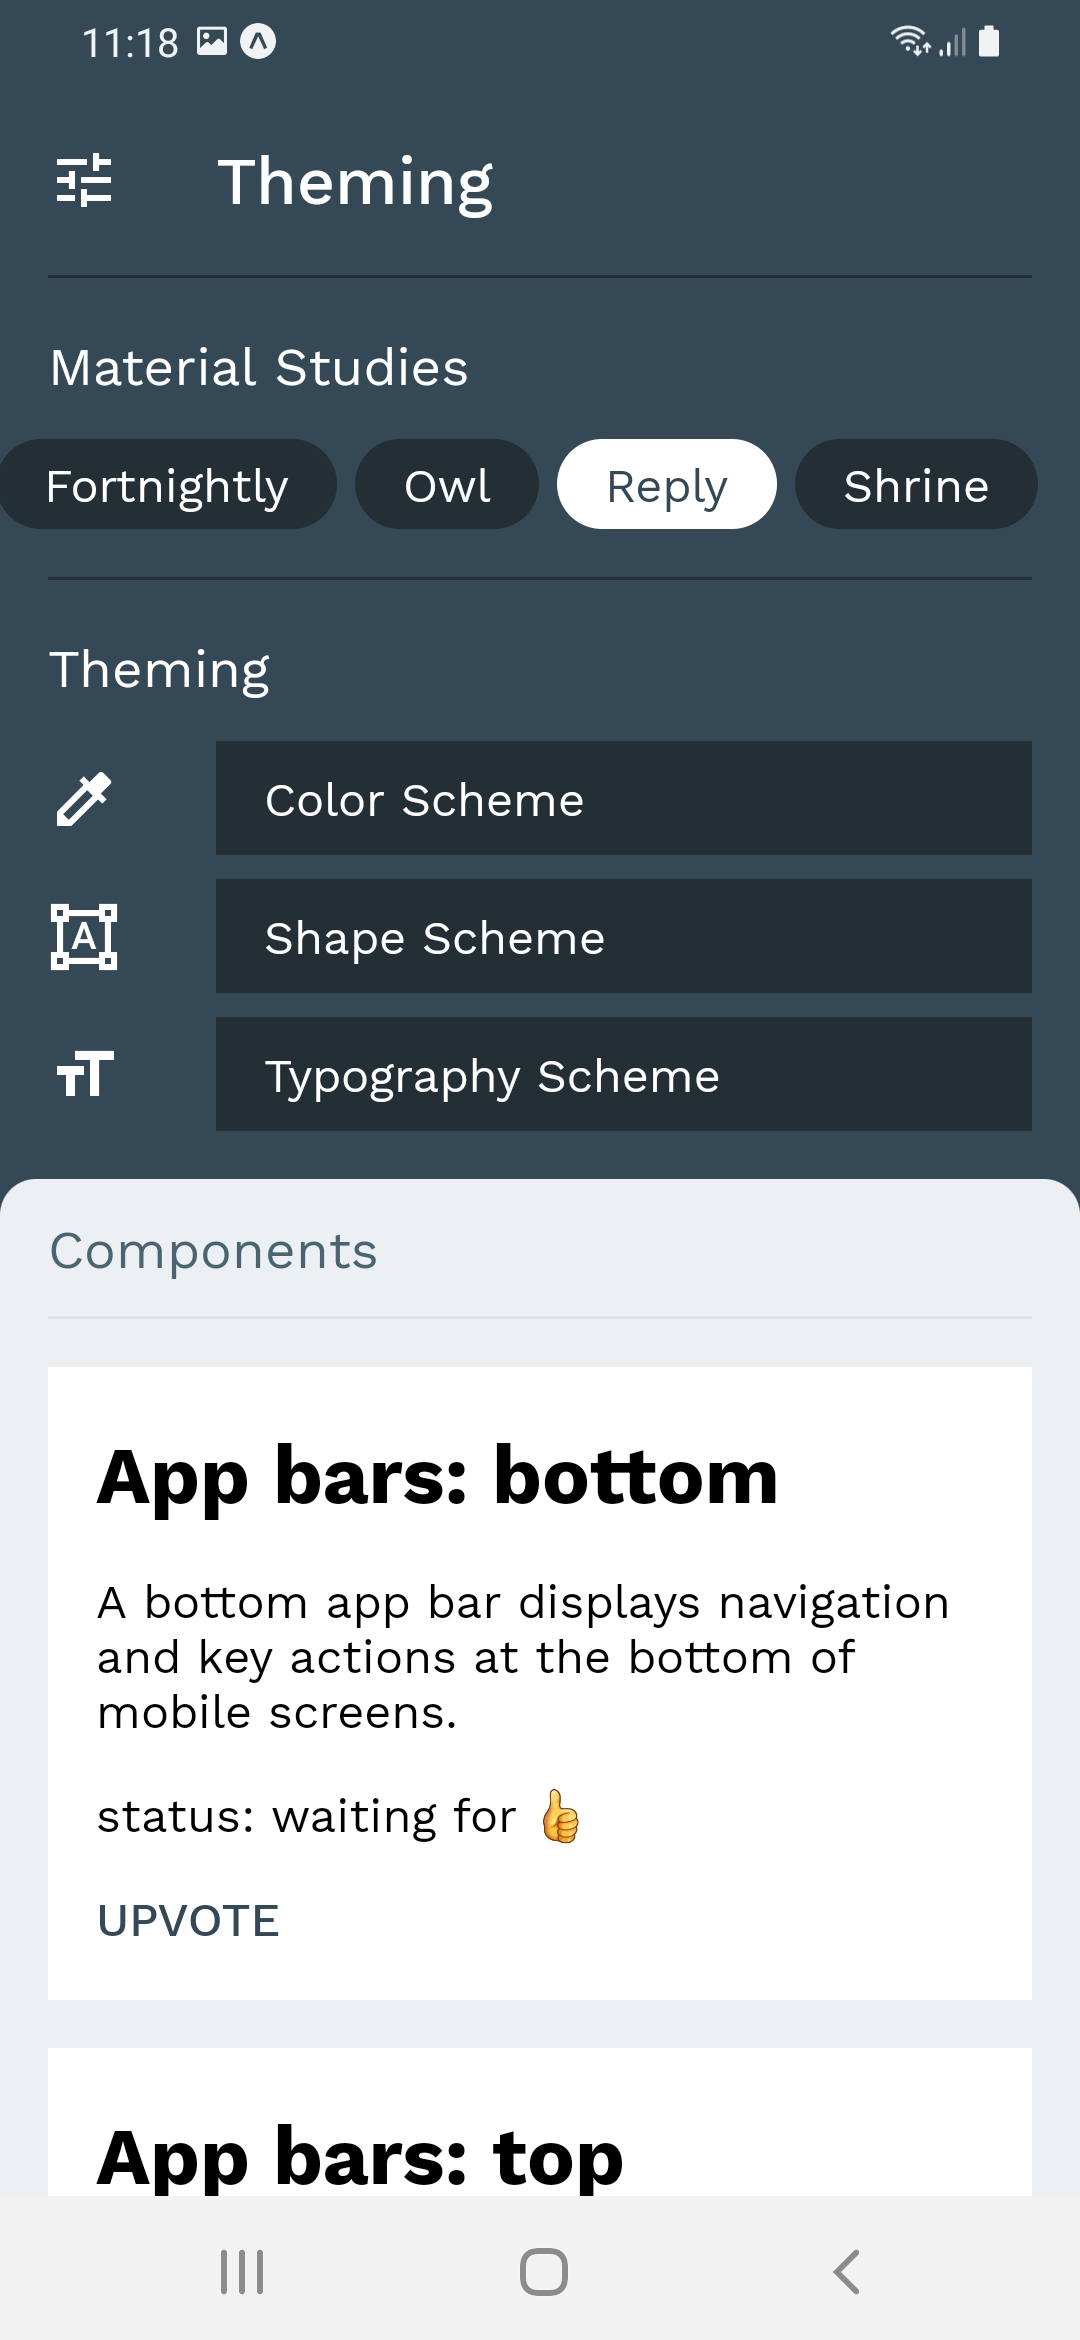 11:18
Theming
Material Studies
Fortnightly Owl Reply Shrine
Theming
Color Scheme
A
Shape Scheme
Typography Scheme
Components
App bars: bottom
A bottom app bar displays navigation
and key actions at the bottom of
mobile screens.
status: waiting for 👍
UPVOTE
App bars: top